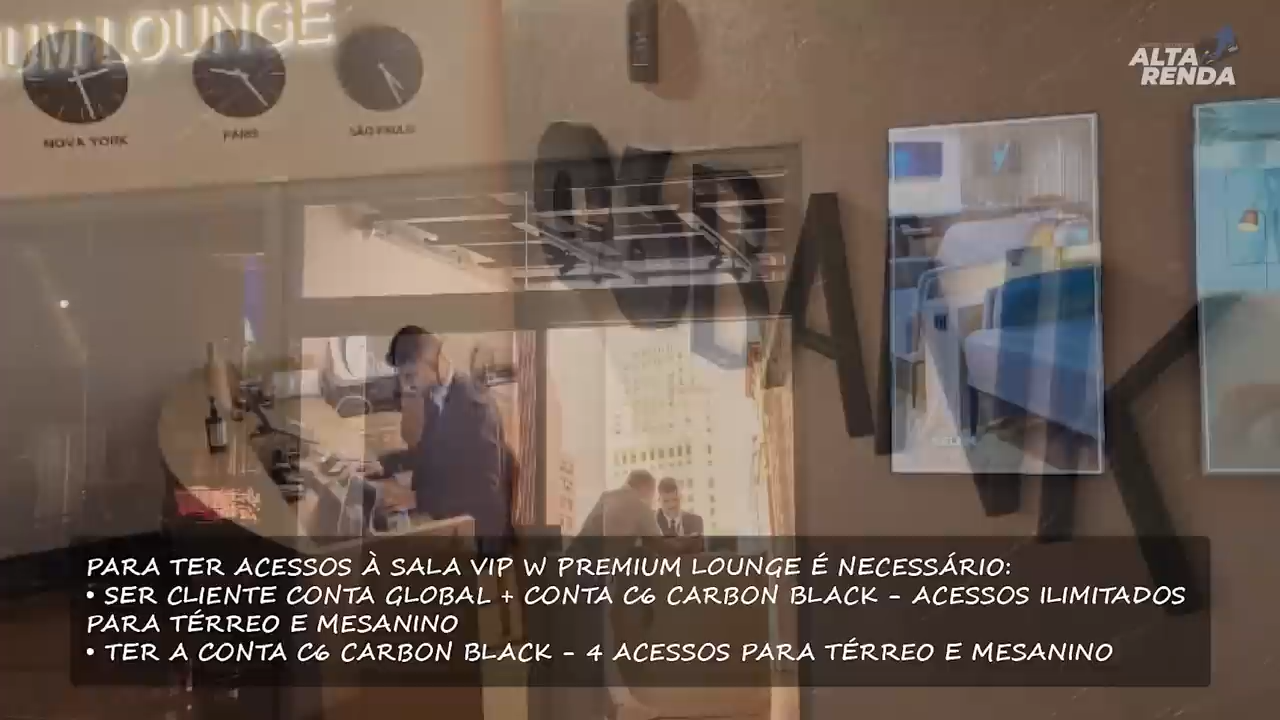 UM LOUNGE
NOVA YORK
PARIS
SÃO PAULO
ALTA
RENDA
C6 BANK
PARA TER ACESSOS À SALA VIP W PREMIUM LOUNGE É NECESSÁRIO:
• SER CLIENTE CONTA GLOBAL + CONTA C6 CARBON BLACK - ACESSOS ILIMITADOS
PARA TÉRREO E MESANINO
• TER A CONTA C6 CARBON BLACK - 4 ACESSOS PARA TÉRREO E MESANINO